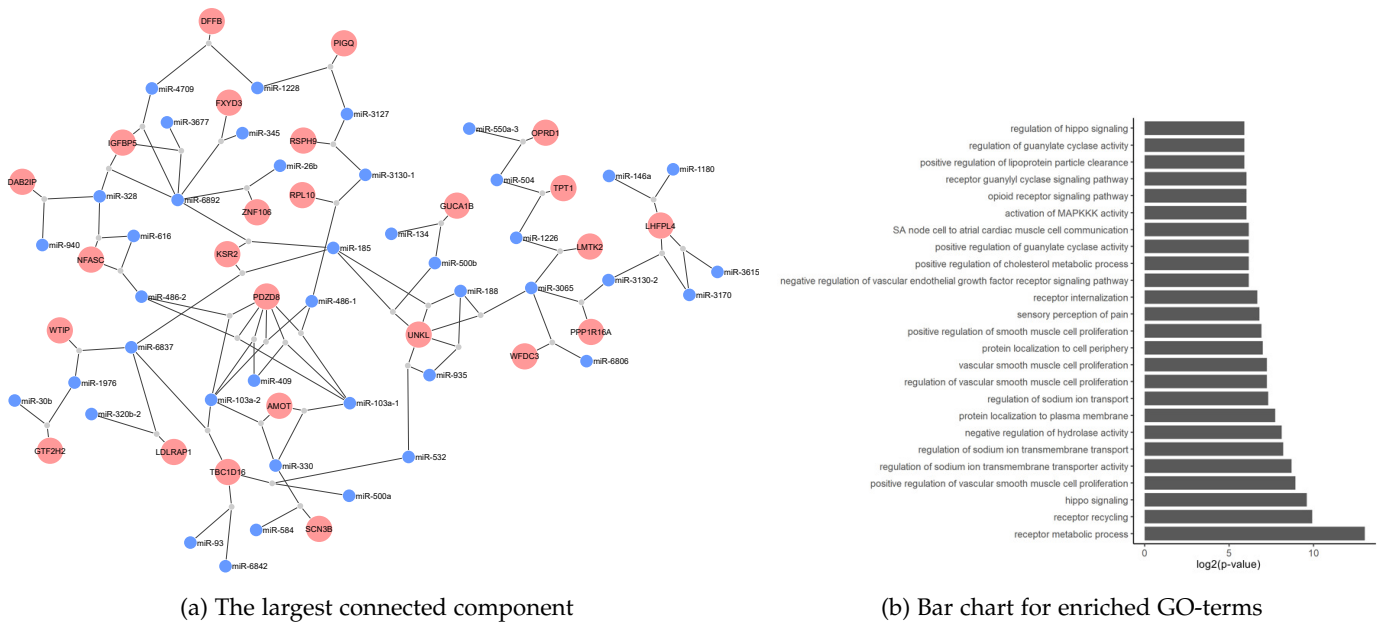 DFFB
PIGQ
miR-4709
miR-1228
FXYD3
miR-3677
miR-345
miR-3127
IGFBP5
RSPH9
miR-550a-3
OPRD1
miR-26b
miR-3130-1
miR-504
TPT1
miR-146a
miR-1180
DAB2IP
miR-328
miR-6892
ZNF106
RPL10
GUCA1B
LHFPL4
miR-940
miR-616
NFASC
KSR2
miR-185
miR-134
miR-500b
miR-1226
LMTK2
miR-3615
miR-3130-2
miR-3170
miR-486-2
PDZD8
miR-486-1
miR-188
miR-3065
WTIP
miR-6837
UNKL
PPP1R16A
WFDC3
miR-6806
miR-1976
miR-409
miR-935
miR-30b
miR-320b-2
miR-103a-2
AMOT
miR-103a-1
GTF2H2
LDLRAP1
TBC1D16
miR-330
miR-532
miR-500a
miR-584
SCN3B
miR-93
miR-6842
(a) The largest connected component
regulation of hippo signaling
regulation of guanylate cyclase activity
positive regulation of lipoprotein particle clearance
receptor guanylyl cyclase signaling pathway
opioid receptor signaling pathway
activation of MAPKKK activity
SA node cell to atrial cardiac muscle cell communication
positive regulation of guanylate cyclase activity
positive regulation of cholesterol metabolic process
negative regulation of vascular endothelial growth factor receptor signaling pathway
receptor internalization
sensory perception of pain
positive regulation of smooth muscle cell proliferation
protein localization to cell periphery
vascular smooth muscle cell proliferation
regulation of vascular smooth muscle cell proliferation
regulation of sodium ion transport
protein localization to plasma membrane
negative regulation of hydrolase activity
regulation of sodium ion transmembrane transport
regulation of sodium ion transmembrane transporter activity
positive regulation of vascular smooth muscle cell proliferation
hippo signaling
receptor recycling
receptor metabolic process
0 5 10
log2(p-value)
(b) Bar chart for enriched GO-terms